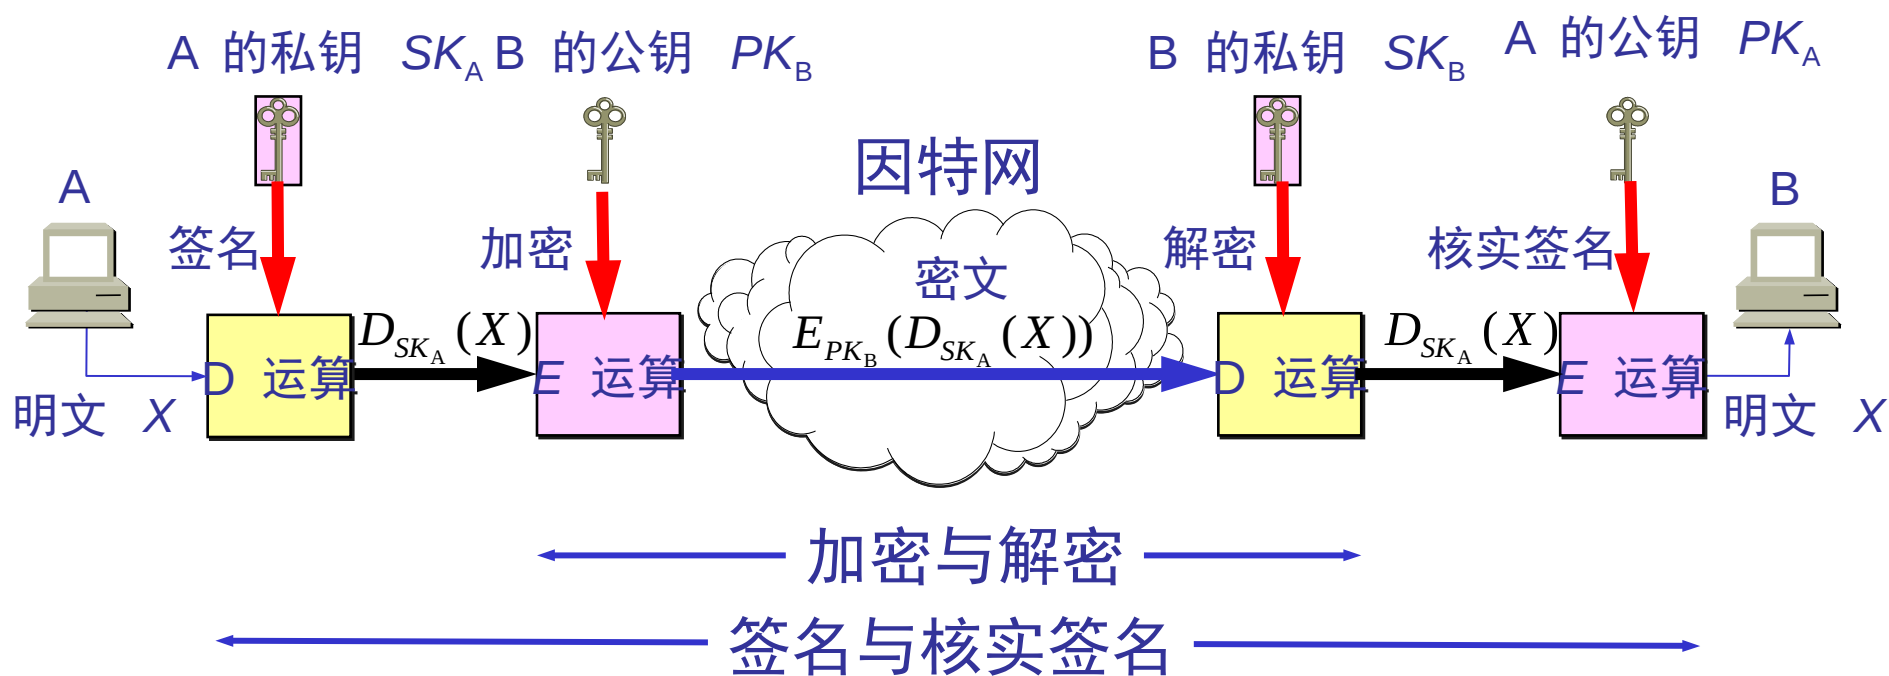 A 的私钥 SKA
B 的公钥 PKB
B 的私钥 SKB
A 的公钥 PKA
因特网
A
B
签名
加密
密文
解密
核实签名
D 运算
DSKA(X)
E 运算
EPKB(DSKA(X))
D 运算
DSKA(X)
E 运算
明文 X
明文 X
加密与解密
签名与核实签名